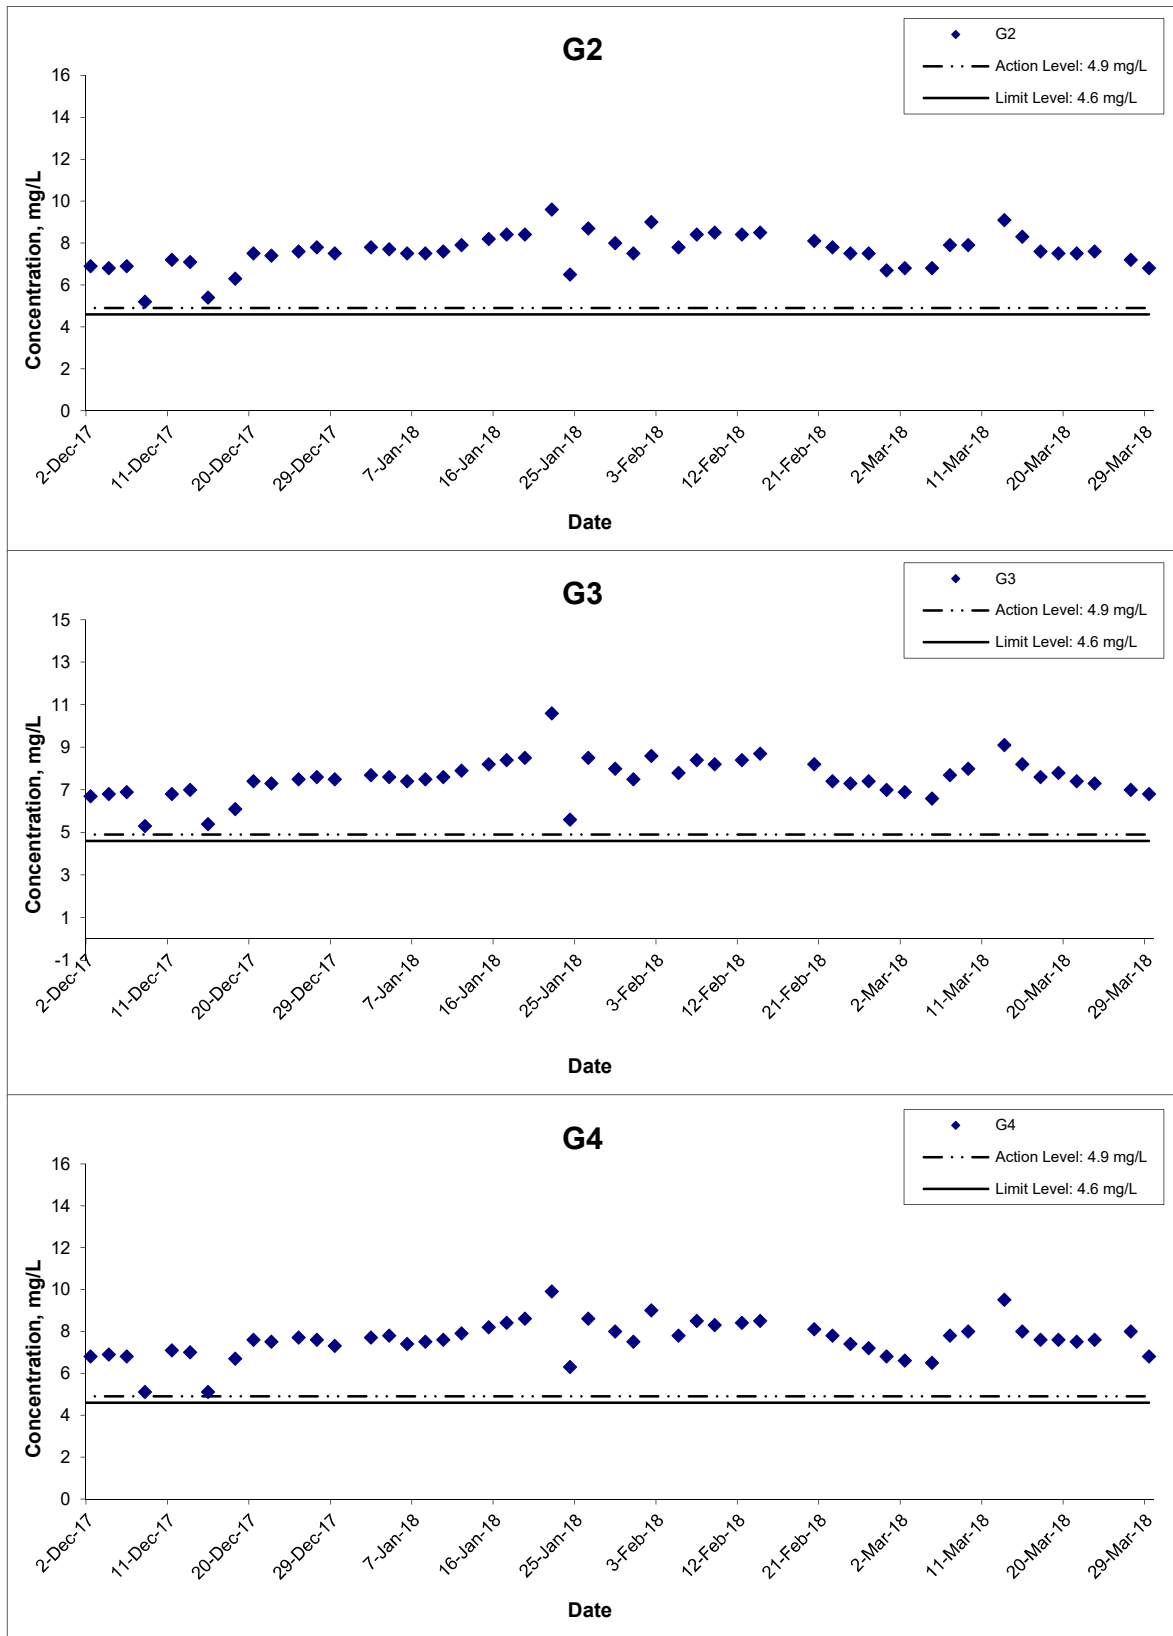 G2
G2
Action Level: 4.9 mg/L
Limit Level: 4.6 mg/L
Concentration, mg/L
16
14
12
10
8
6
4
2
0
2-Dec-17
11-Dec-17
20-Dec-17
29-Dec-17
7-Jan-18
16-Jan-18
25-Jan-18
3-Feb-18
12-Feb-18
21-Feb-18
2-Mar-18
11-Mar-18
20-Mar-18
29-Mar-18
Date
G3
G3
Action Level: 4.9 mg/L
Limit Level: 4.6 mg/L
Concentration, mg/L
15
13
11
9
7
5
3
1
-1
2-Dec-17
11-Dec-17
20-Dec-17
29-Dec-17
7-Jan-18
16-Jan-18
25-Jan-18
3-Feb-18
12-Feb-18
21-Feb-18
2-Mar-18
11-Mar-18
20-Mar-18
29-Mar-18
Date
G4
G4
Action Level: 4.9 mg/L
Limit Level: 4.6 mg/L
Concentration, mg/L
16
14
12
10
8
6
4
2
0
2-Dec-17
11-Dec-17
20-Dec-17
29-Dec-17
7-Jan-18
16-Jan-18
25-Jan-18
3-Feb-18
12-Feb-18
21-Feb-18
2-Mar-18
11-Mar-18
20-Mar-18
29-Mar-18
Date